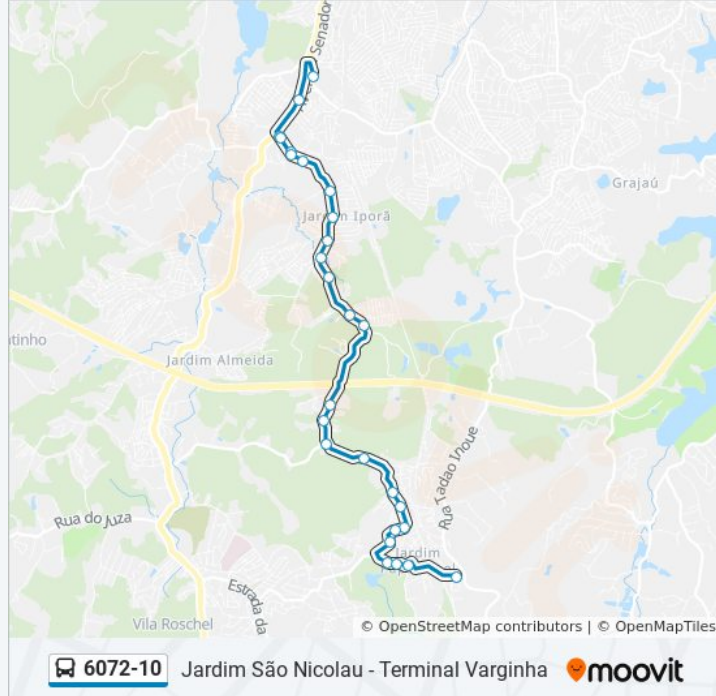 Senador
Grajaú
Jardim Iporã
Jardim Almeida
Rua Tadao Inoue
Rua do Juza
Jardim
Estrada da
Vila Roschel
© OpenStreetMap contributors | © OpenMapTiles
6072-10 Jardim São Nicolau - Terminal Varginha moovit